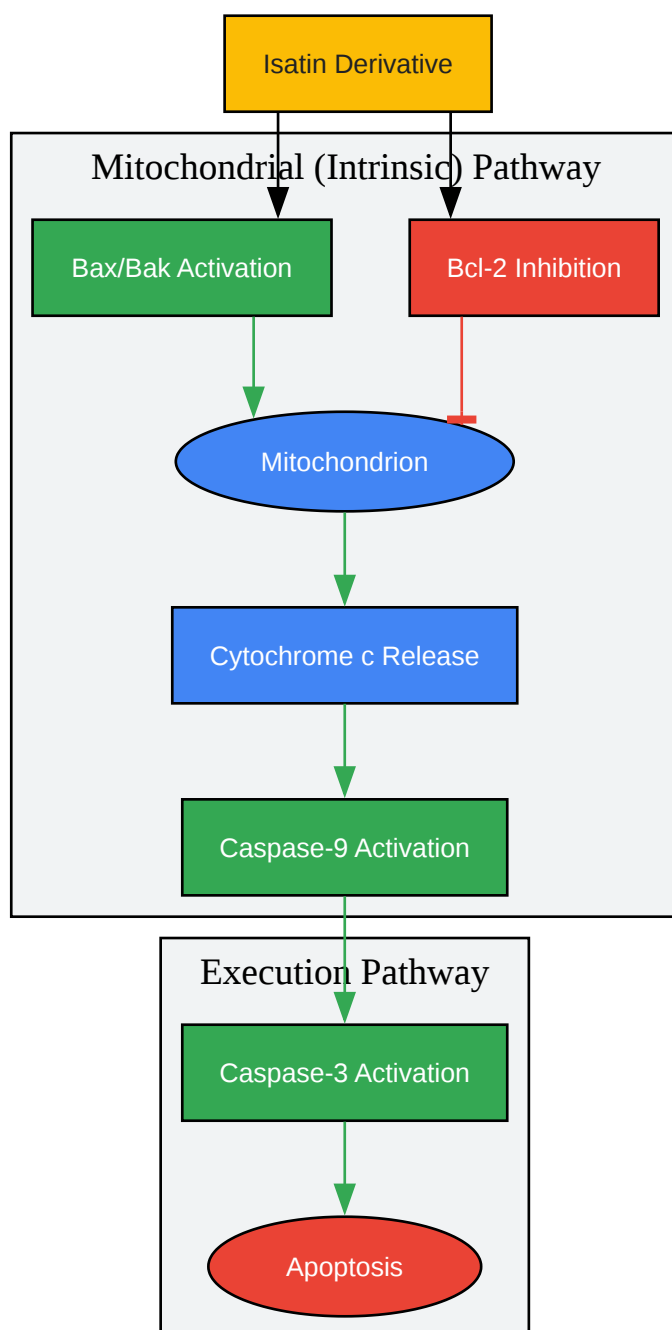 Isatin Derivative
Mitochondrial (Intrinsic) Pathway
Bax/Bak Activation
Bcl-2 Inhibition
Mitochondrion
Cytochrome c Release
Caspase-9 Activation
Execution Pathway
Caspase-3 Activation
Apoptosis